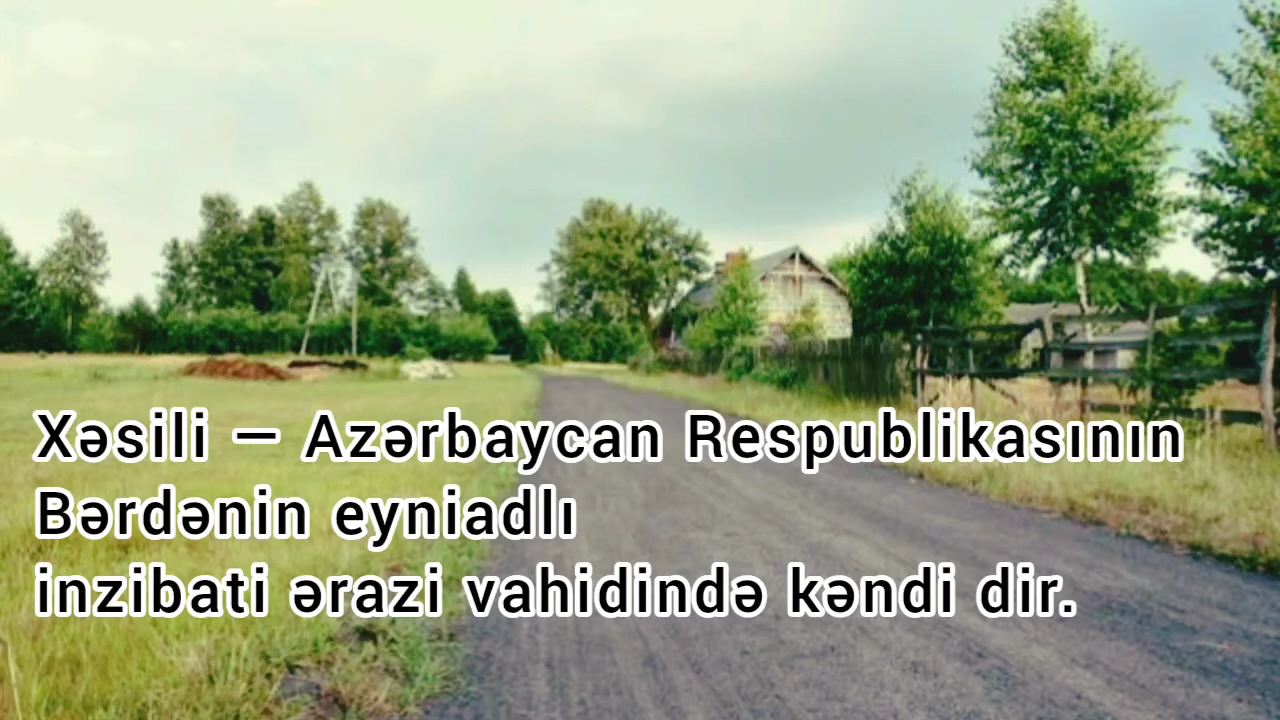 Xəsili – Azərbaycan Respublikasının
Bərdənin eyniadlı
inzibati ərazi vahidində kəndi dir.